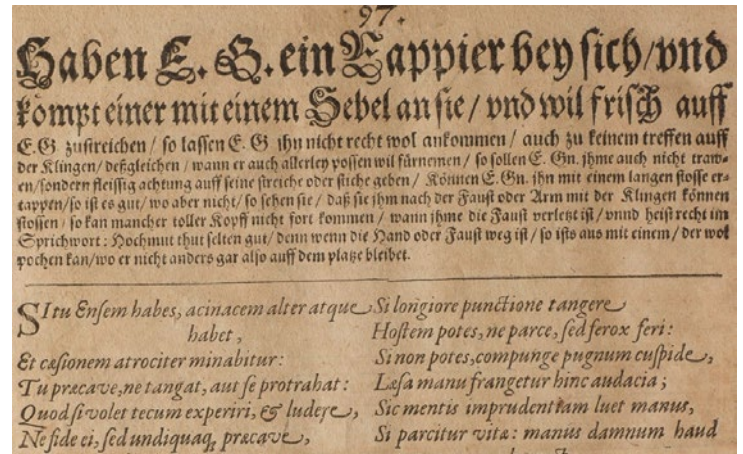 97.
Haben E. G. ein Rappier bey sich/ vnd
kompt einer mit einem Sebel an sie/ vnd wil frisch auff
E.G. zustreichen/ so lassen E. G ihn nicht recht wol ankommen/ auch zu keinem treffen auff
der Klingen/ deßgleichen/ wann er auch allerley possen wil fürnemen/ so sollen E. Gn. jhme auch nicht traw-
en/sondern fleissig achtung auff seine streiche oder stiche geben/ Können E. Gn. jhn mit einem langen stosse er-
tappen/so ist es gut/ wo aber nicht/ so sehen sie/ daß sie jhm nach der Faust oder Arm mit der Klingen können
stossen/ so kan mancher toller Kopff nicht fort kommen/ wann jhme die Faust verletzt ist/ vnnd heist recht im
Sprichwort: Hochmut thut selten gut/ denn wenn die Hand oder Faust weg ist/ so ists aus mit einem/ der wol
pochen kan/wo er nicht anders gar also auff dem platze bleibet.
SI tu Ensem habes, acinacem alter atque
habet,
Et cæsionem atrociter minabitur:
Tu præcave, ne tangat, aut se protrahat:
Quod si volet tecum experiri, & ludere,
Ne fide ei, sed undiquaq; præcave,
Si longiore punctione tangere
Hostem potes, ne parce, sed ferox feri:
Si non potes, compunge pugnum cuspide,
Læsa manu frangetur hinc audacia;
Sic mentis imprudentiam luet manus,
Si parcitur vitæ: manus damnum haud